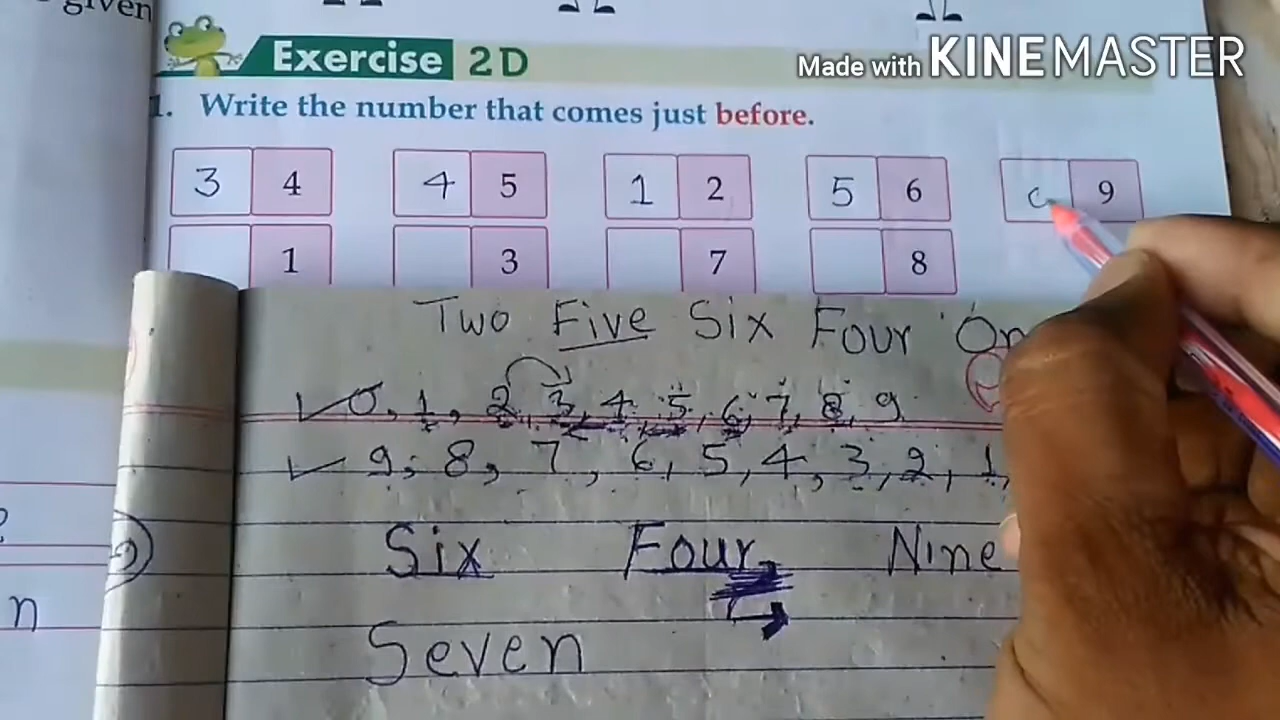 given
Exercise 2D
Made with KINEMASTER
1. Write the number that comes just before.
3 4 4 5 1 2 5 6 9
1 3 7 8
Two Five Six Four
0, 1, 2, 3, 4, 5, 6, 7, 8, 9
9, 8, 7, 6, 5, 4, 3, 2, 1,
Six Four Nine
n
Seven